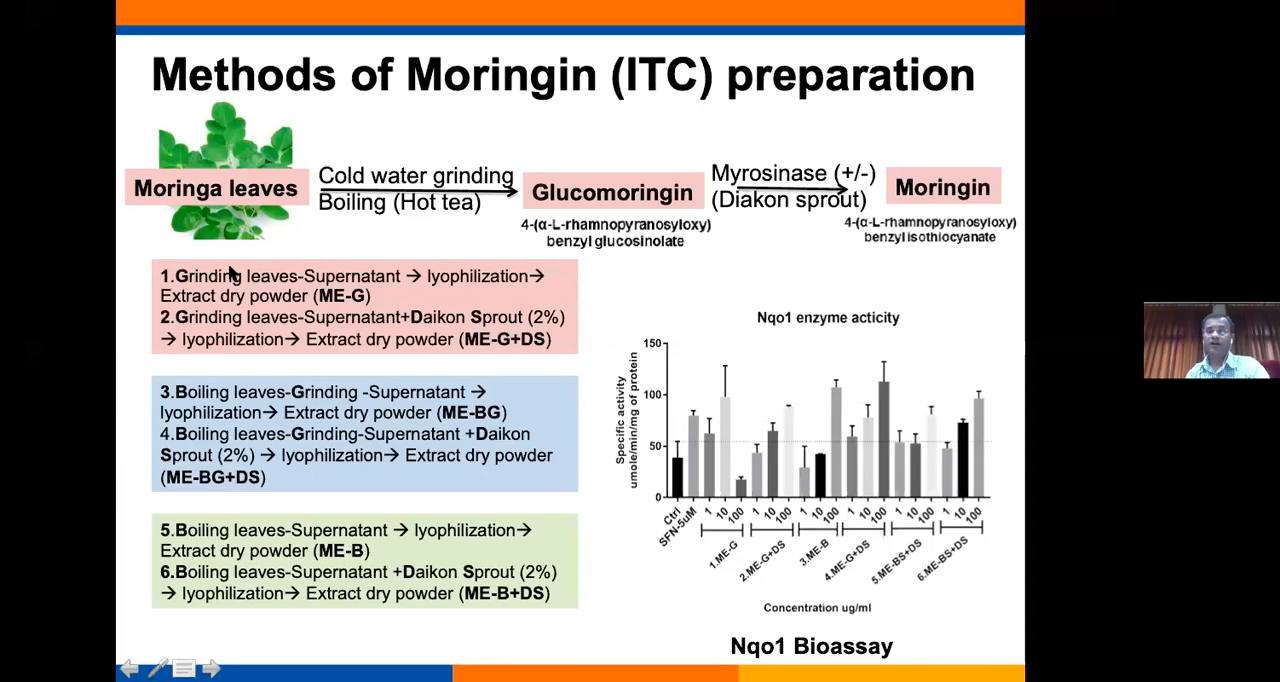 Methods of Moringin (ITC) preparation
Moringa leaves
Cold water grinding
Boiling (Hot tea)
Glucomoringin
4-(α-L-rhamnopyranosyloxy)
benzyl glucosinolate
Myrosinase (+/-)
(Diakon sprout)
Moringin
4-(α-L-rhamnopyranosyloxy)
benzyl isothiocyanate
1.Grinding leaves-Supernatant → lyophilization→
Extract dry powder (ME-G)
2.Grinding leaves-Supernatant+Daikon Sprout (2%)
→ lyophilization→ Extract dry powder (ME-G+DS)
3.Boiling leaves-Grinding -Supernatant →
lyophilization→ Extract dry powder (ME-BG)
4.Boiling leaves-Grinding-Supernatant +Daikon
Sprout (2%) → lyophilization→ Extract dry powder
(ME-BG+DS)
5.Boiling leaves-Supernatant → lyophilization→
Extract dry powder (ME-B)
6.Boiling leaves-Supernatant +Daikon Sprout (2%)
→ lyophilization→ Extract dry powder (ME-B+DS)
Nqo1 enzyme activity
Specific activity
umole/min/mg of protein
150
100
50
0
Ctrl
SFN-5uM
1 10 100 1 10 100 1 10 100 1 10 100 1 10 100 1 10 100
1.ME-G
2.ME-G+DS
3.ME-B
4.ME-G+DS
5.ME-BS+DS
6.ME-BS+DS
Concentration ug/ml
Nqo1 Bioassay